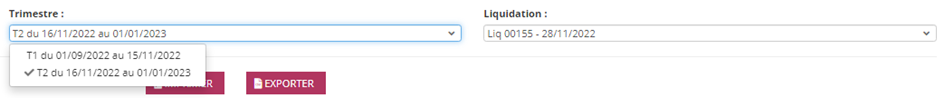 Trimestre : Liquidation :
T2 du 16/11/2022 au 01/01/2023 Liq 00155 - 28/11/2022
T1 du 01/09/2022 au 15/11/2022
T2 du 16/11/2022 au 01/01/2023
EXPORTER